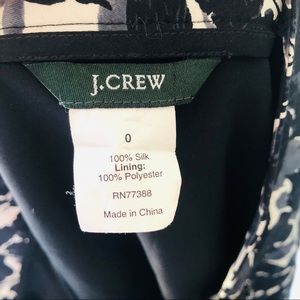 J.CREW
0
100% Silk
Lining:
100% Polyester
RN77388
Made in China